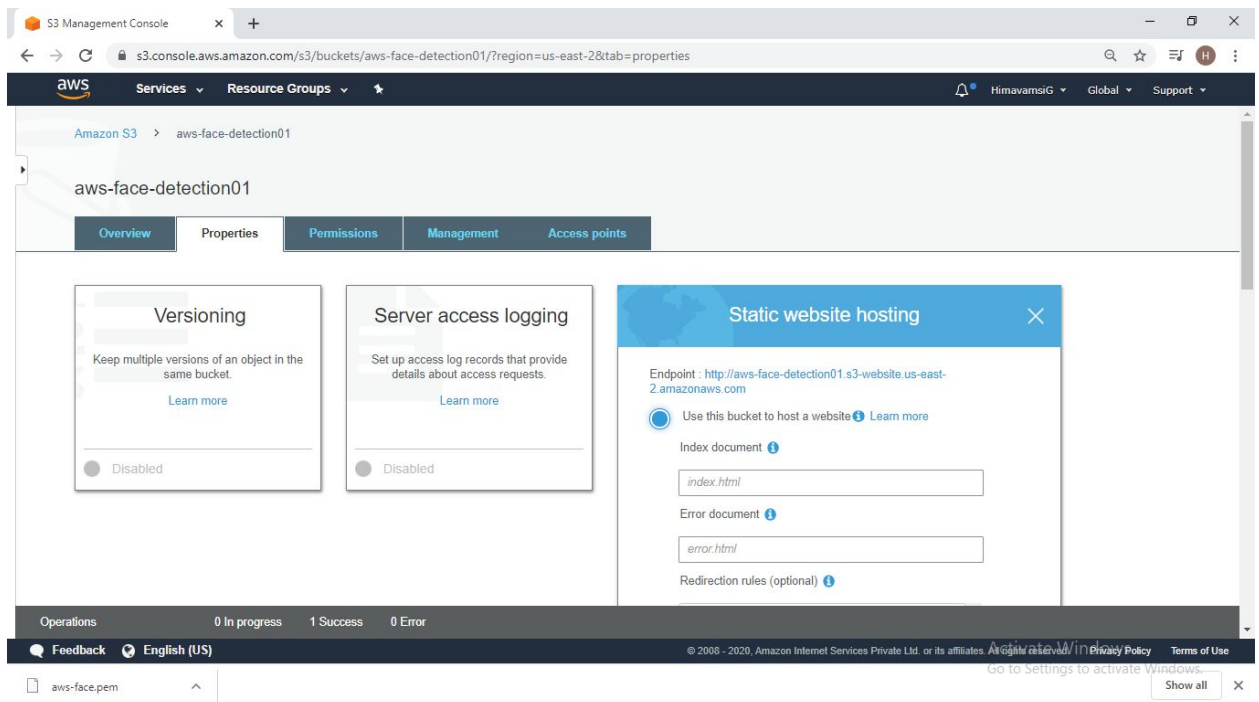 S3 Management Console
s3.console.aws.amazon.com/s3/buckets/aws-face-detection01/?region=us-east-2&tab=properties
H
aws
Services
Resource Groups
HimavamsiG
Global
Support
Amazon S3 > aws-face-detection01
aws-face-detection01
Overview
Properties
Permissions
Management
Access points
Versioning
Keep multiple versions of an object in the
same bucket.
Learn more
Disabled
Server access logging
Set up access log records that provide
details about access requests.
Learn more
Disabled
Static website hosting
Endpoint : http://aws-face-detection01.s3-website.us-east-
2.amazonaws.com
Use this bucket to host a website Learn more
Index document
index.html
Error document
error.html
Redirection rules (optional)
Operations
0 In progress
1 Success
0 Error
Feedback
English (US)
© 2008 - 2020, Amazon Internet Services Private Ltd. or its affiliates. All rights reserved.
Privacy Policy
Terms of Use
Activate Windows
Go to Settings to activate Windows.
aws-face.pem
Show all